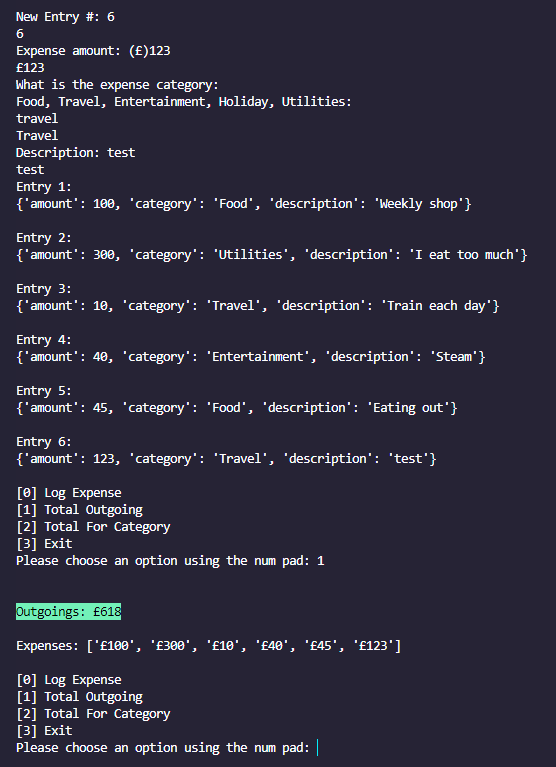 New Entry #: 6
6
Expense amount: (£)123
£123
What is the expense category:
Food, Travel, Entertainment, Holiday, Utilities:
travel
Travel
Description: test
test
Entry 1:
{'amount': 100, 'category': 'Food', 'description': 'Weekly shop'}
Entry 2:
{'amount': 300, 'category': 'Utilities', 'description': 'I eat too much'}
Entry 3:
{'amount': 10, 'category': 'Travel', 'description': 'Train each day'}
Entry 4:
{'amount': 40, 'category': 'Entertainment', 'description': 'Steam'}
Entry 5:
{'amount': 45, 'category': 'Food', 'description': 'Eating out'}
Entry 6:
{'amount': 123, 'category': 'Travel', 'description': 'test'}
[0] Log Expense
[1] Total Outgoing
[2] Total For Category
[3] Exit
Please choose an option using the num pad: 1
Outgoings: £618
Expenses: ['£100', '£300', '£10', '£40', '£45', '£123']
[0] Log Expense
[1] Total Outgoing
[2] Total For Category
[3] Exit
Please choose an option using the num pad: